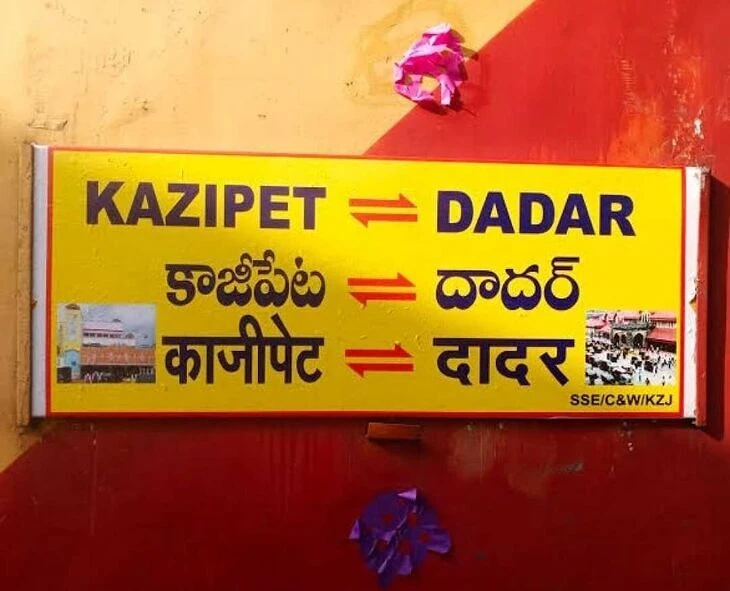 KAZIPET ⇌ DADAR
కాజీపేట ⇌ దాదర్
काजीपेट ⇌ दादर
SSE/C&W/KZJ